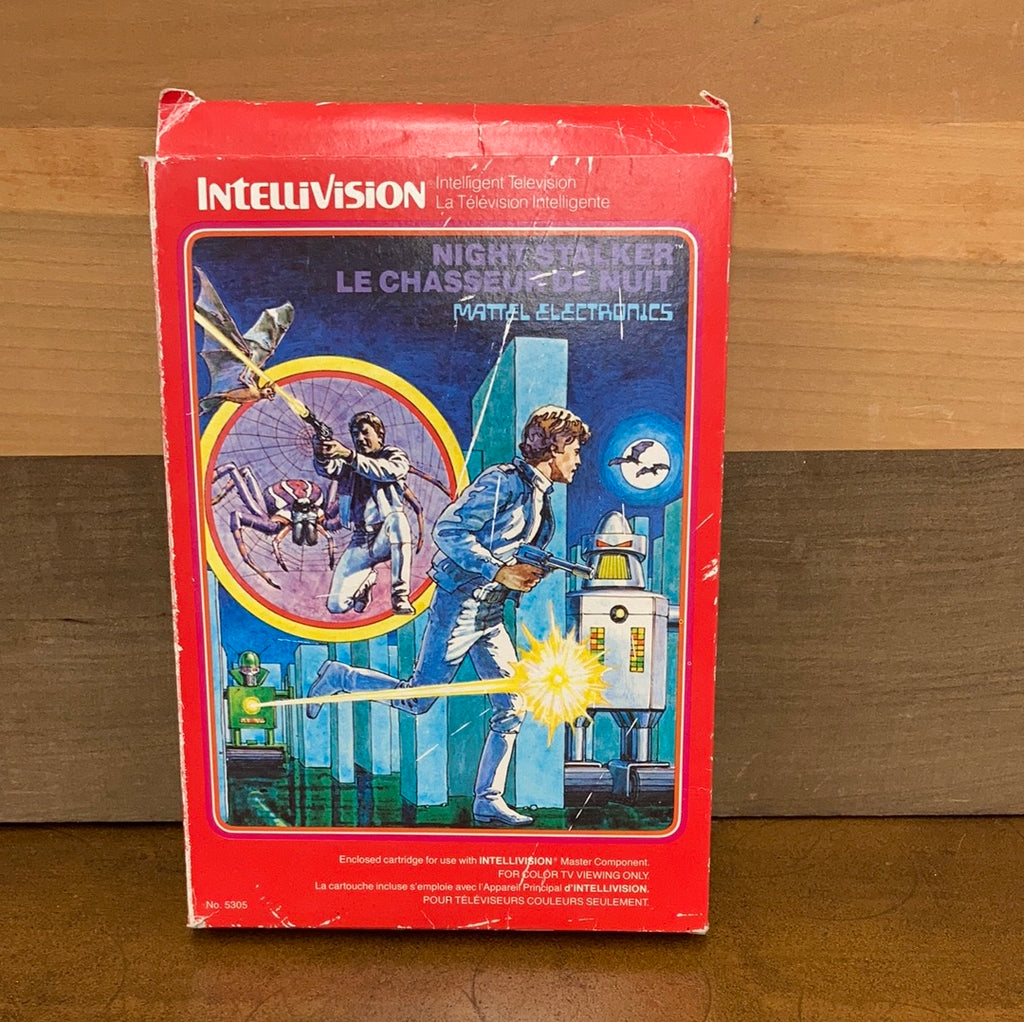 INTELLIVISION Intelligent Television
La Télévision Intelligente
NIGHT STALKER™
LE CHASSEUR DE NUIT
MATTEL ELECTRONICS
Enclosed cartridge for use with INTELLIVISION® Master Component.
FOR COLOR TV VIEWING ONLY.
La cartouche incluse s'emploie avec l'Appareil Principal d'INTELLIVISION.
POUR TÉLÉVISEURS COULEURS SEULEMENT.
No. 5305